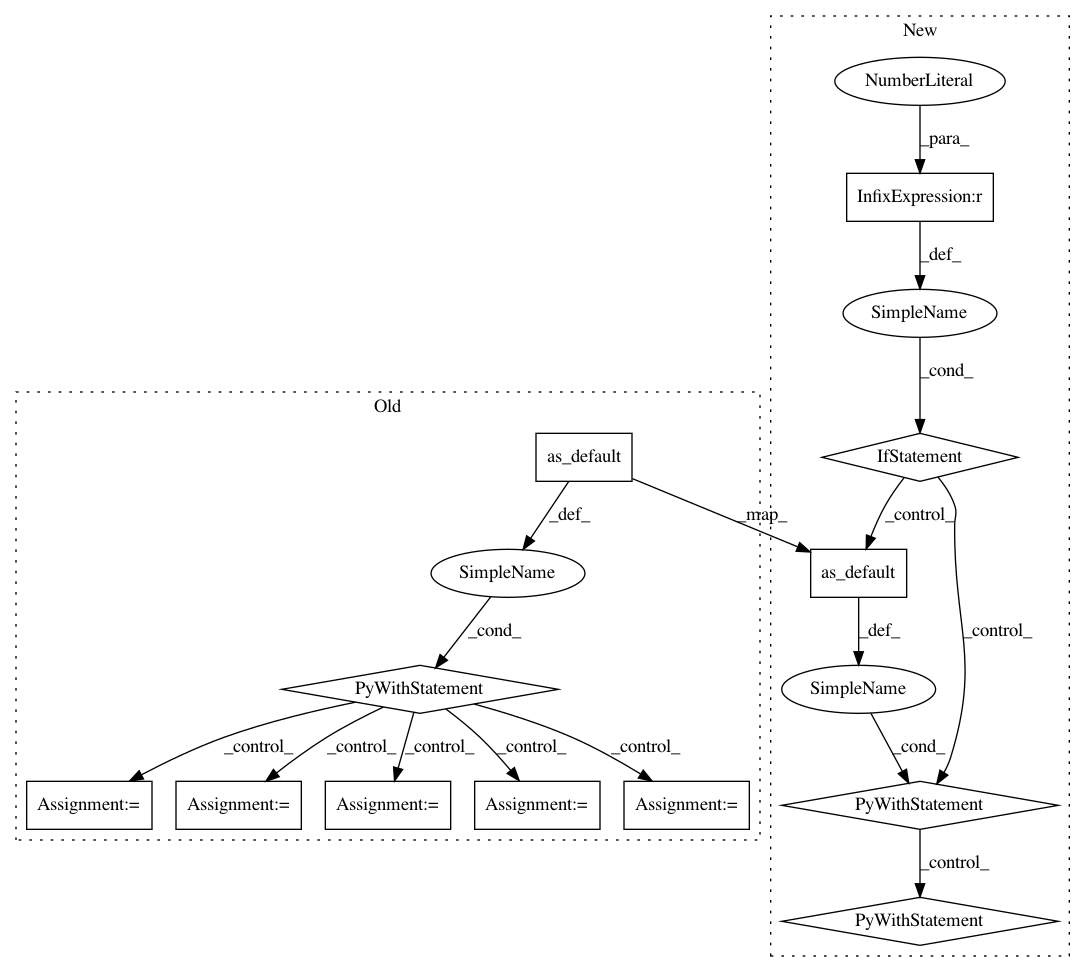 New
NumberLiteral
_para_
InfixExpression:r
_def_
SimpleName
_cond_
Old
as_default
IfStatement
_def_
_map_
_control_
SimpleName
as_default
_cond_
_def_
_control_
PyWithStatement
SimpleName
_control_ _control_ _control_ _control_ _control_
_cond_
Assignment:= Assignment:= Assignment:= Assignment:= Assignment:=
PyWithStatement
_control_
PyWithStatement